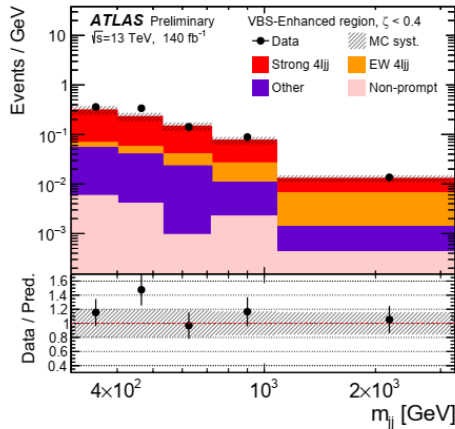 ATLAS Preliminary
√s=13 TeV, 140 fb⁻¹
VBS-Enhanced region, ζ < 0.4
Data
MC syst.
Strong 4ljj
EW 4ljj
Other
Non-prompt
Events / GeV
10
1
10⁻¹
10⁻²
10⁻³
Data / Pred.
1.6
1.4
1.2
1
0.8
0.6
0.4
4×10²
10³
2×10³
m_jj [GeV]